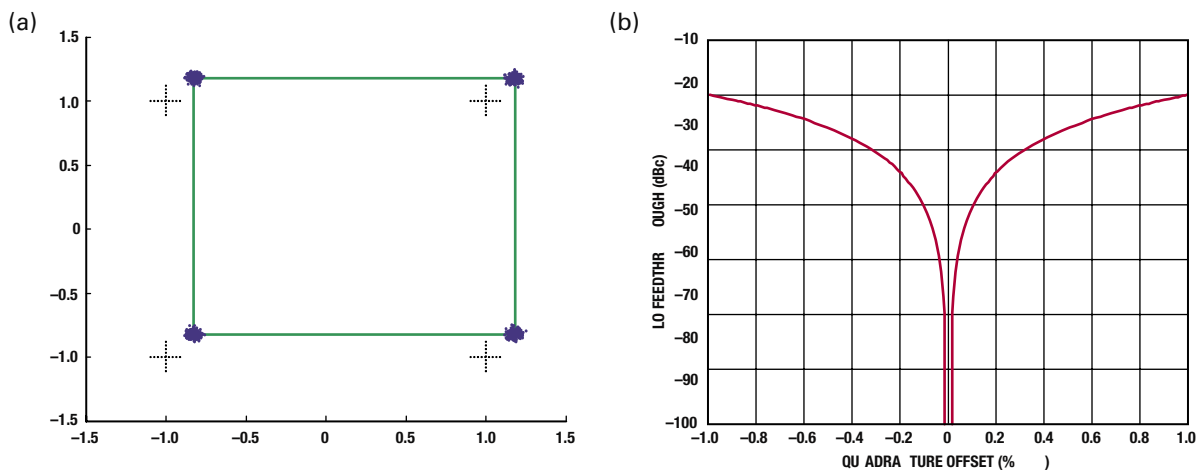 (a)
1.5
1.0
0.5
0
–0.5
–1.0
–1.5
–1.5 –1.0 –0.5 0 0.5 1.0 1.5
(b)
–10
–20
–30
–40
–50
–60
–70
–80
–90
–100
LO FEEDTHR OUGH (dBc)
–1.0 –0.8 –0.6 –0.4 –0.2 0 0.2 0.4 0.6 0.8 1.0
QU ADRA TURE OFFSET (% )